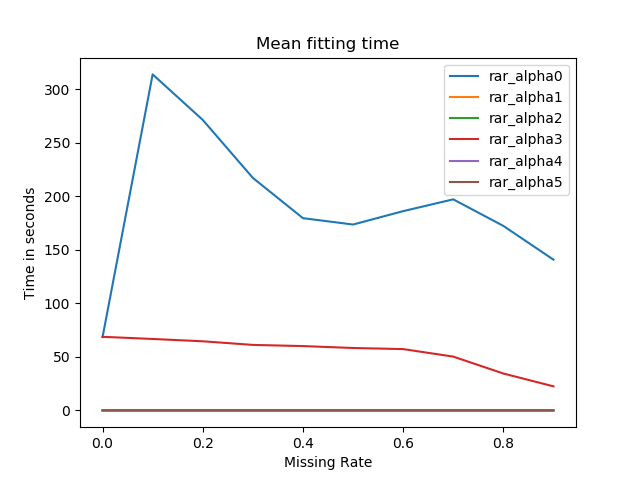 Mean fitting time
Time in seconds
300
250
200
150
100
50
0
rar_alpha0
rar_alpha1
rar_alpha2
rar_alpha3
rar_alpha4
rar_alpha5
0.0 0.2 0.4 0.6 0.8
Missing Rate